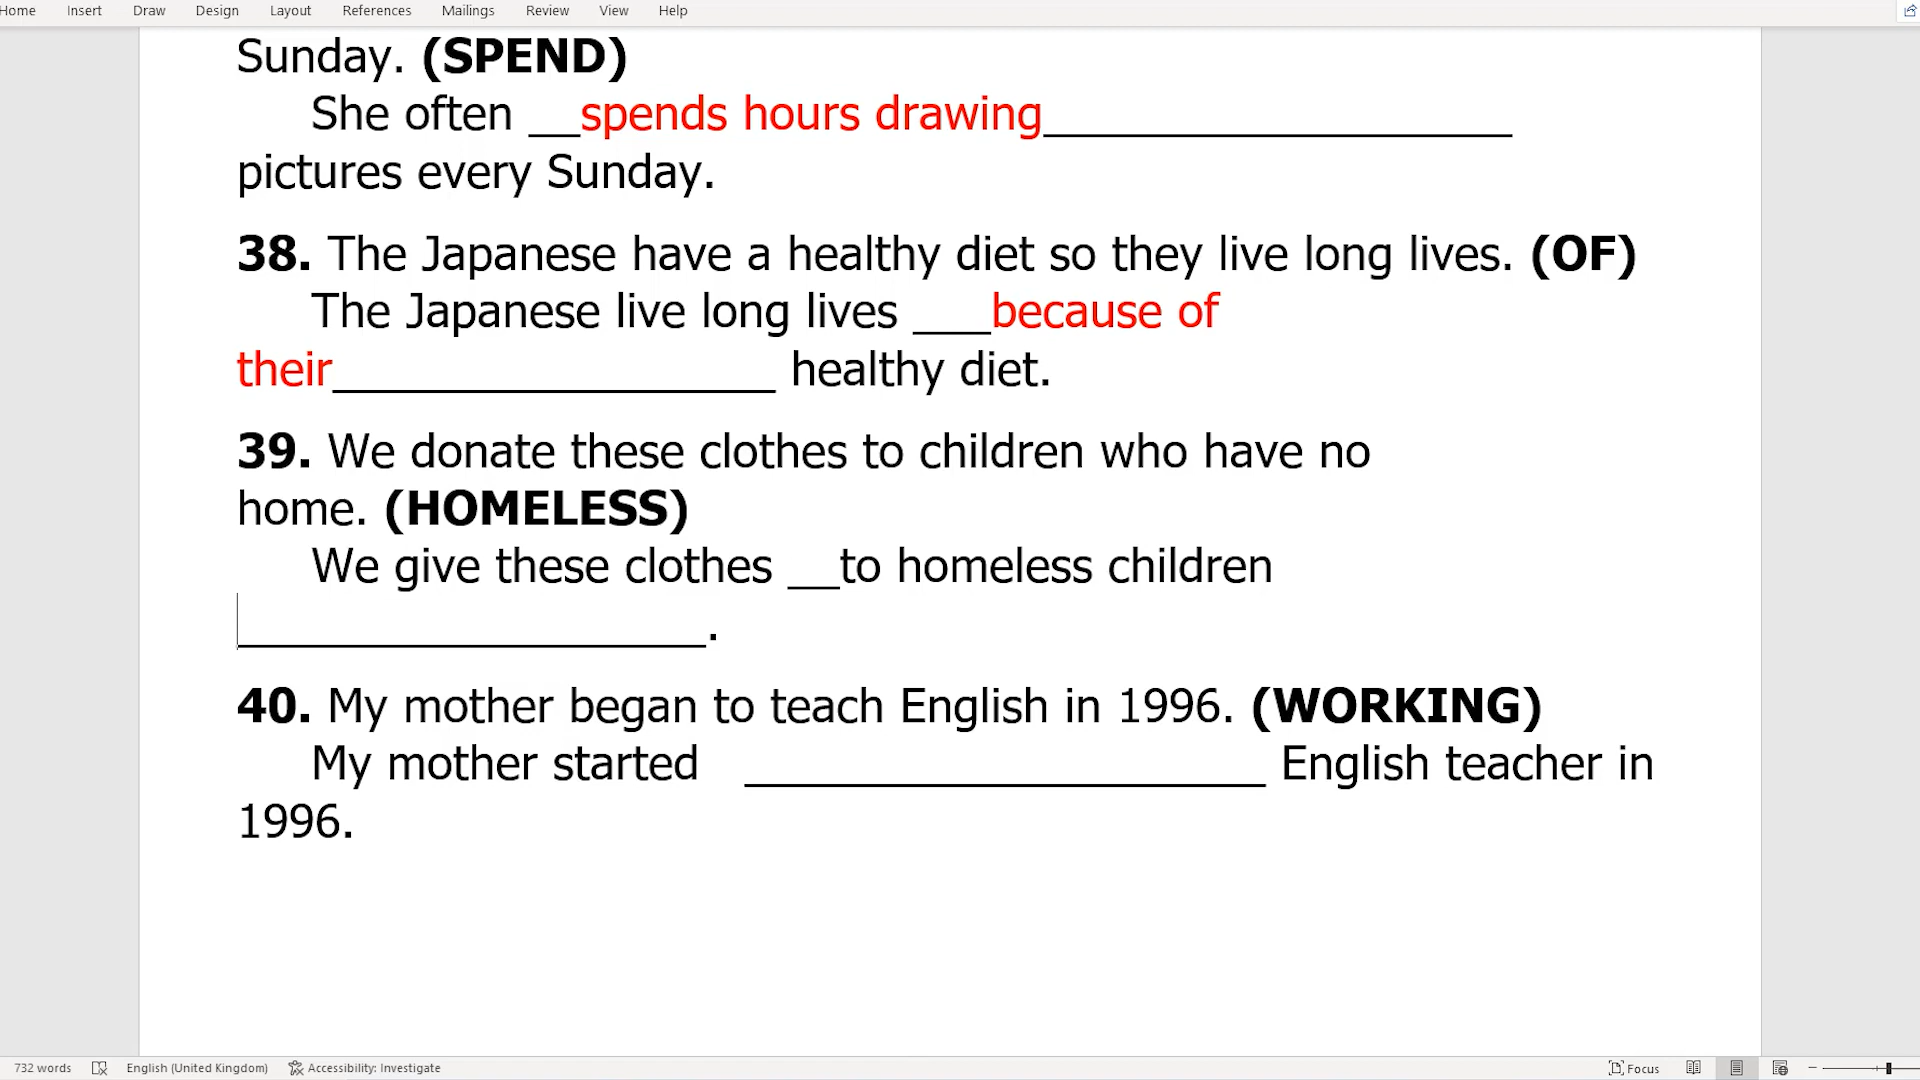 Home Insert Draw Design Layout References Mailings Review View Help
Sunday. (SPEND)
She often __spends hours drawing__________________
pictures every Sunday.
38. The Japanese have a healthy diet so they live long lives. (OF)
The Japanese live long lives ___because of
their_________________ healthy diet.
39. We donate these clothes to children who have no
home. (HOMELESS)
We give these clothes __to homeless children
__________________.
40. My mother began to teach English in 1996. (WORKING)
My mother started ____________________ English teacher in
1996.
732 words English (United Kingdom) Accessibility: Investigate Focus